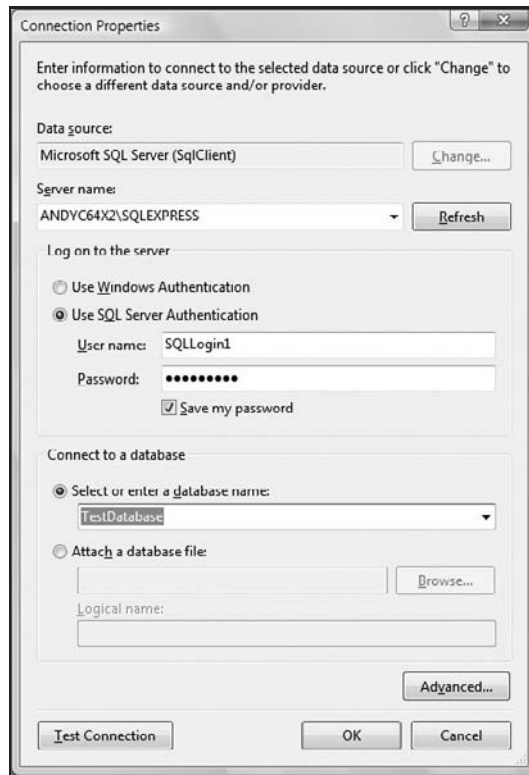 Connection Properties
Enter information to connect to the selected data source or click "Change" to
choose a different data source and/or provider.
Data source:
Microsoft SQL Server (SqlClient)
Change...
Server name:
ANDYC64X2\SQLEXPRESS
Refresh
Log on to the server
Use Windows Authentication
Use SQL Server Authentication
User name: SQLLogin1
Password: •••••••••
Save my password
Connect to a database
Select or enter a database name:
TestDatabase
Attach a database file:
Browse...
Logical name:
Advanced...
Test Connection OK Cancel